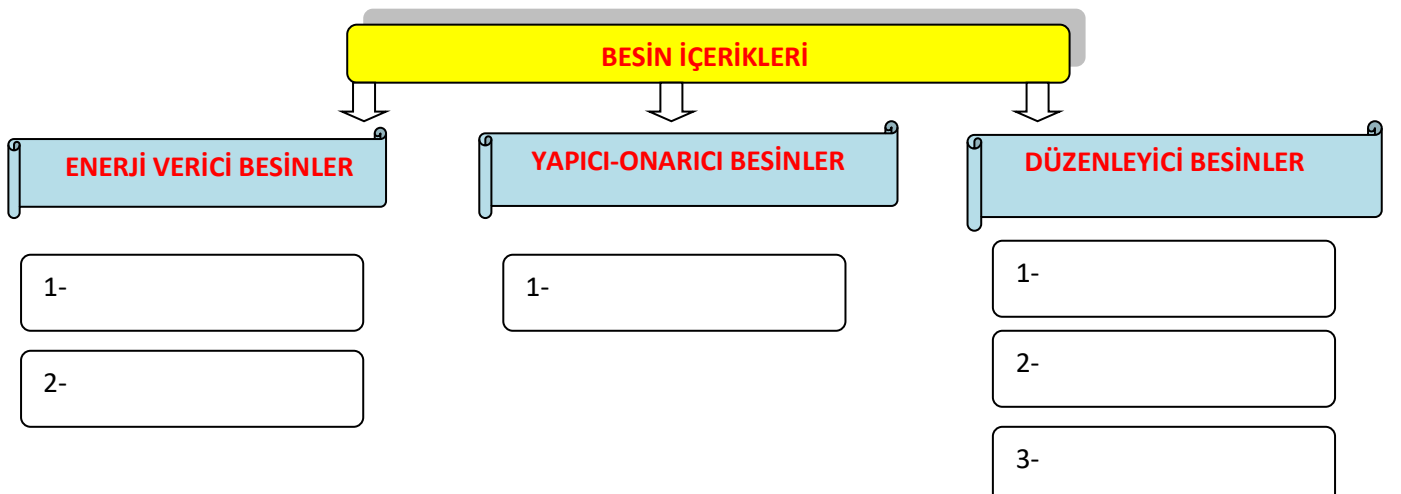 BESİN İÇERİKLERİ
ENERJİ VERİCİ BESİNLER
YAPICI-ONARICI BESİNLER
DÜZENLEYİCİ BESİNLER
1-
2-
1-
1-
2-
3-